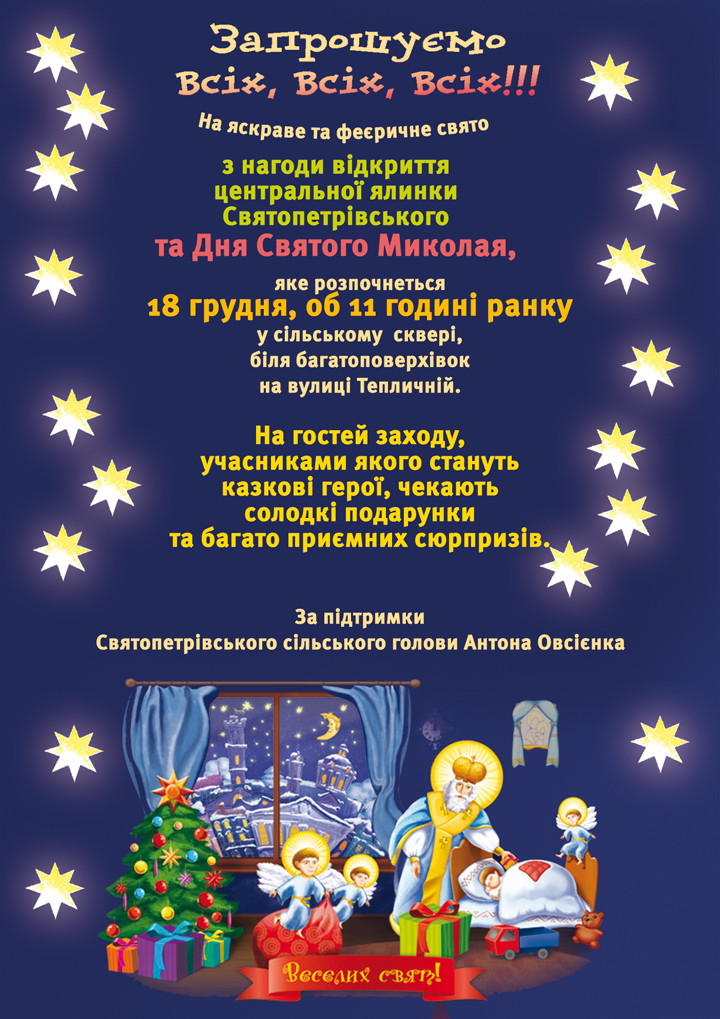 Запрошуємо
Всіх, Всіх, Всіх!!!
На яскраве та феєричне свято
з нагоди відкриття
центральної ялинки
Святопетрівського
та Дня Святого Миколая,
яке розпочнеться
18 грудня, об 11 годині ранку
у сільському сквері,
біля багатоповерхівок
на вулиці Тепличній.
На гостей заходу,
учасниками якого стануть
казкові герої, чекають
солодкі подарунки
та багато приємних сюрпризів.
За підтримки
Святопетрівського сільського голови Антона Овсієнка
Веселих свят!